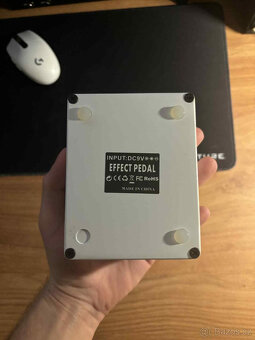 INPUT:DC9V
EFFECT PEDAL
CE FC RoHS
MADE IN CHINA